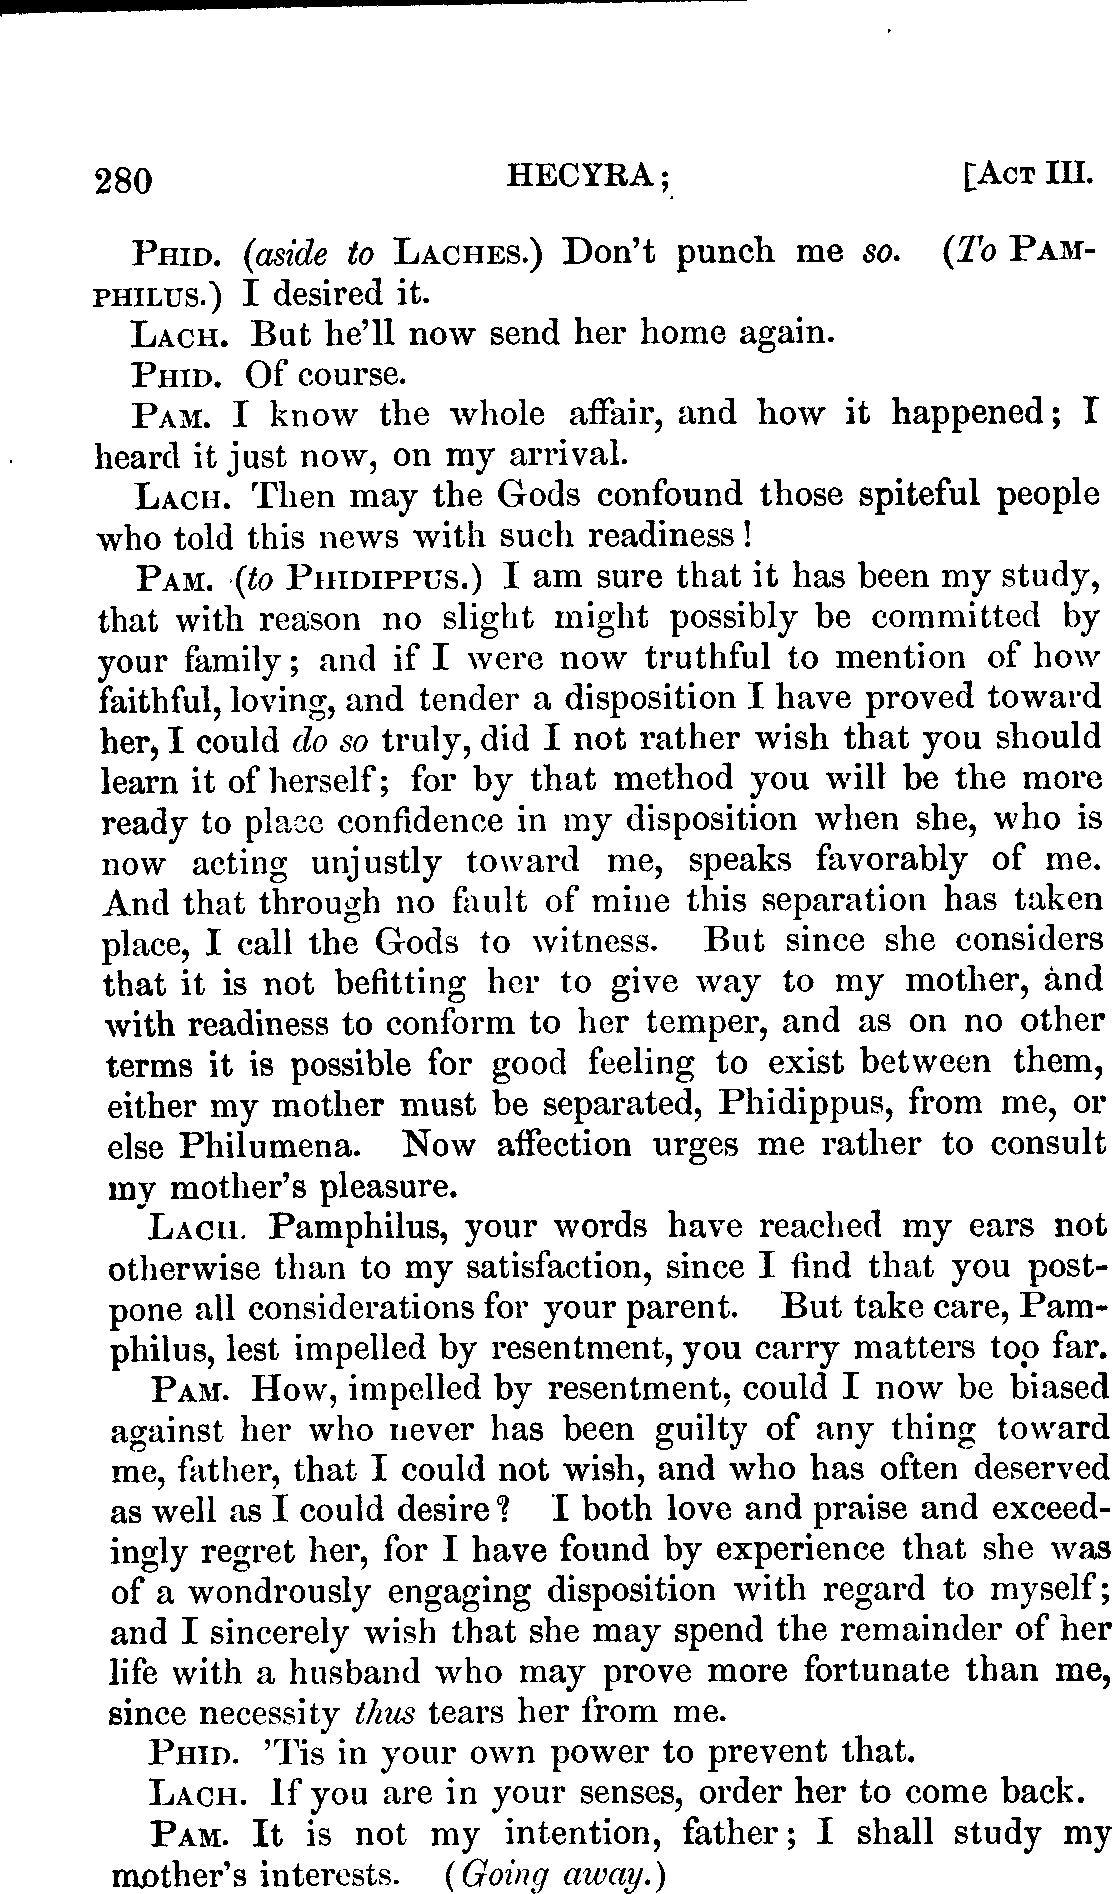 280 HECYRA; [ACT III.
PHID. (aside to LACHES.) Don't punch me so. (To PAM-
PHILUS.) I desired it.
LACH. But he'll now send her home again.
PHID. Of course.
PAM. I know the whole affair, and how it happened; I
heard it just now, on my arrival.
LACH. Then may the Gods confound those spiteful people
who told this news with such readiness!
PAM. (to PHIDIPPUS.) I am sure that it has been my study,
that with reason no slight might possibly be committed by
your family; and if I were now truthful to mention of how
faithful, loving, and tender a disposition I have proved toward
her, I could do so truly, did I not rather wish that you should
learn it of herself; for by that method you will be the more
ready to place confidence in my disposition when she, who is
now acting unjustly toward me, speaks favorably of me.
And that through no fault of mine this separation has taken
place, I call the Gods to witness. But since she considers
that it is not befitting her to give way to my mother, and
with readiness to conform to her temper, and as on no other
terms it is possible for good feeling to exist between them,
either my mother must be separated, Phidippus, from me, or
else Philumena. Now affection urges me rather to consult
my mother's pleasure.
LACH. Pamphilus, your words have reached my ears not
otherwise than to my satisfaction, since I find that you post-
pone all considerations for your parent. But take care, Pam-
philus, lest impelled by resentment, you carry matters too far.
PAM. How, impelled by resentment, could I now be biased
against her who never has been guilty of any thing toward
me, father, that I could not wish, and who has often deserved
as well as I could desire? I both love and praise and exceed-
ingly regret her, for I have found by experience that she was
of a wondrously engaging disposition with regard to myself;
and I sincerely wish that she may spend the remainder of her
life with a husband who may prove more fortunate than me,
since necessity thus tears her from me.
PHID. 'Tis in your own power to prevent that.
LACH. If you are in your senses, order her to come back.
PAM. It is not my intention, father; I shall study my
mother's interests. (Going away.)